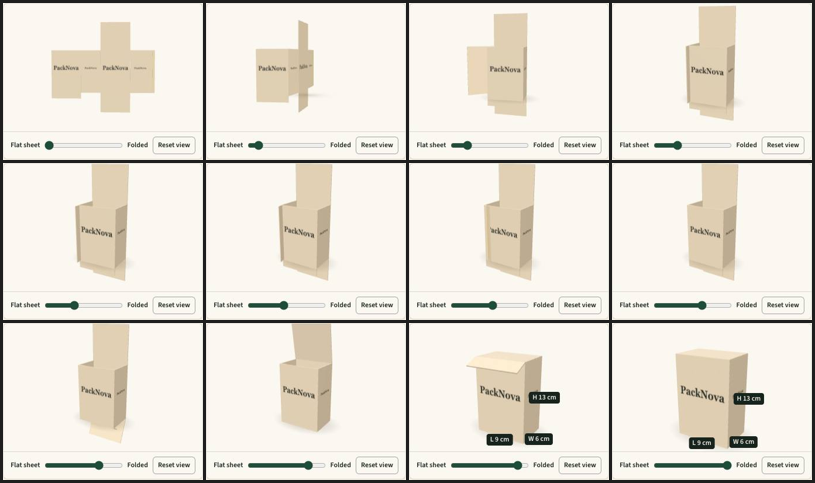 PackNova PackNova
Flat sheet Folded Reset view
PackNova
Flat sheet Folded Reset view
PackNova
Flat sheet Folded Reset view
PackNova
Flat sheet Folded Reset view
PackNova
Flat sheet Folded Reset view
PackNova
Flat sheet Folded Reset view
PackNova
Flat sheet Folded Reset view
PackNova
Flat sheet Folded Reset view
PackNova
Flat sheet Folded Reset view
PackNova
Flat sheet Folded Reset view
PackNova
H 13 cm
L 9 cm W 6 cm
Flat sheet Folded Reset view
PackNova
H 13 cm
L 9 cm W 6 cm
Flat sheet Folded Reset view